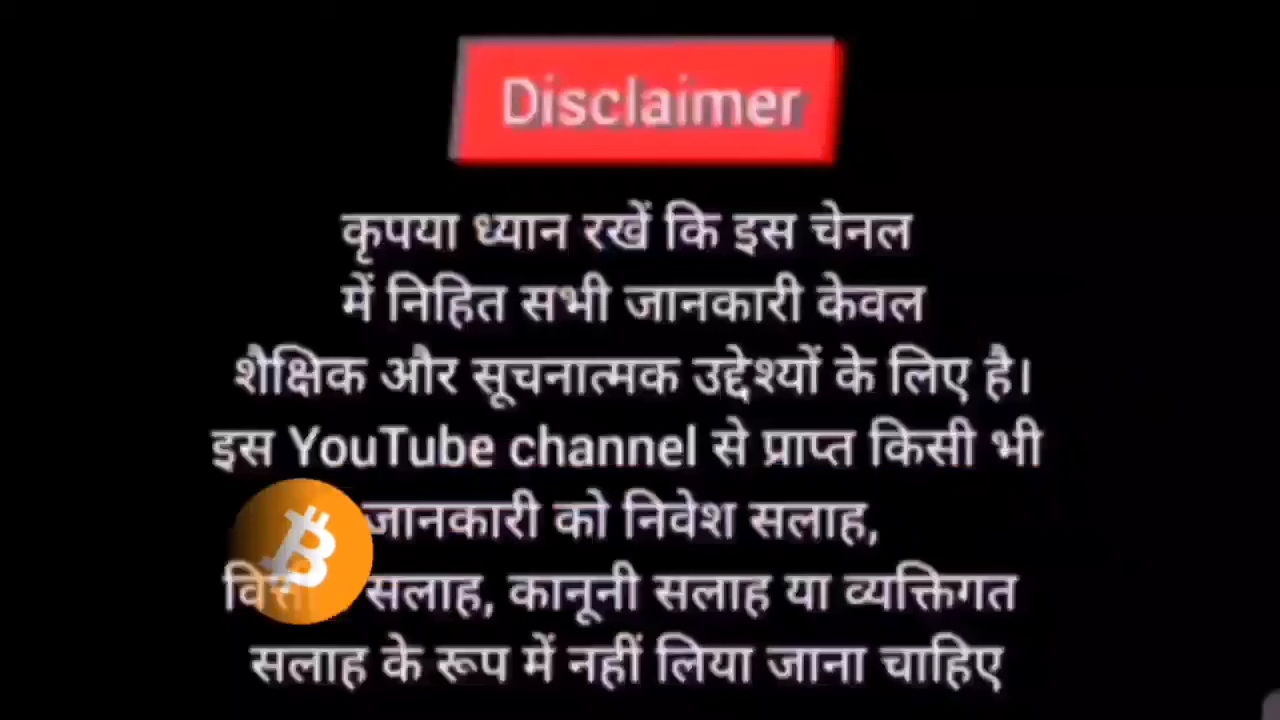 Disclaimer
कृपया ध्यान रखें कि इस चेनल
में निहित सभी जानकारी केवल
शैक्षिक और सूचनात्मक उद्देश्यों के लिए है।
इस YouTube channel से प्राप्त किसी भी
जानकारी को निवेश सलाह,
सलाह, कानूनी सलाह या व्यक्तिगत
सलाह के रूप में नहीं लिया जाना चाहिए